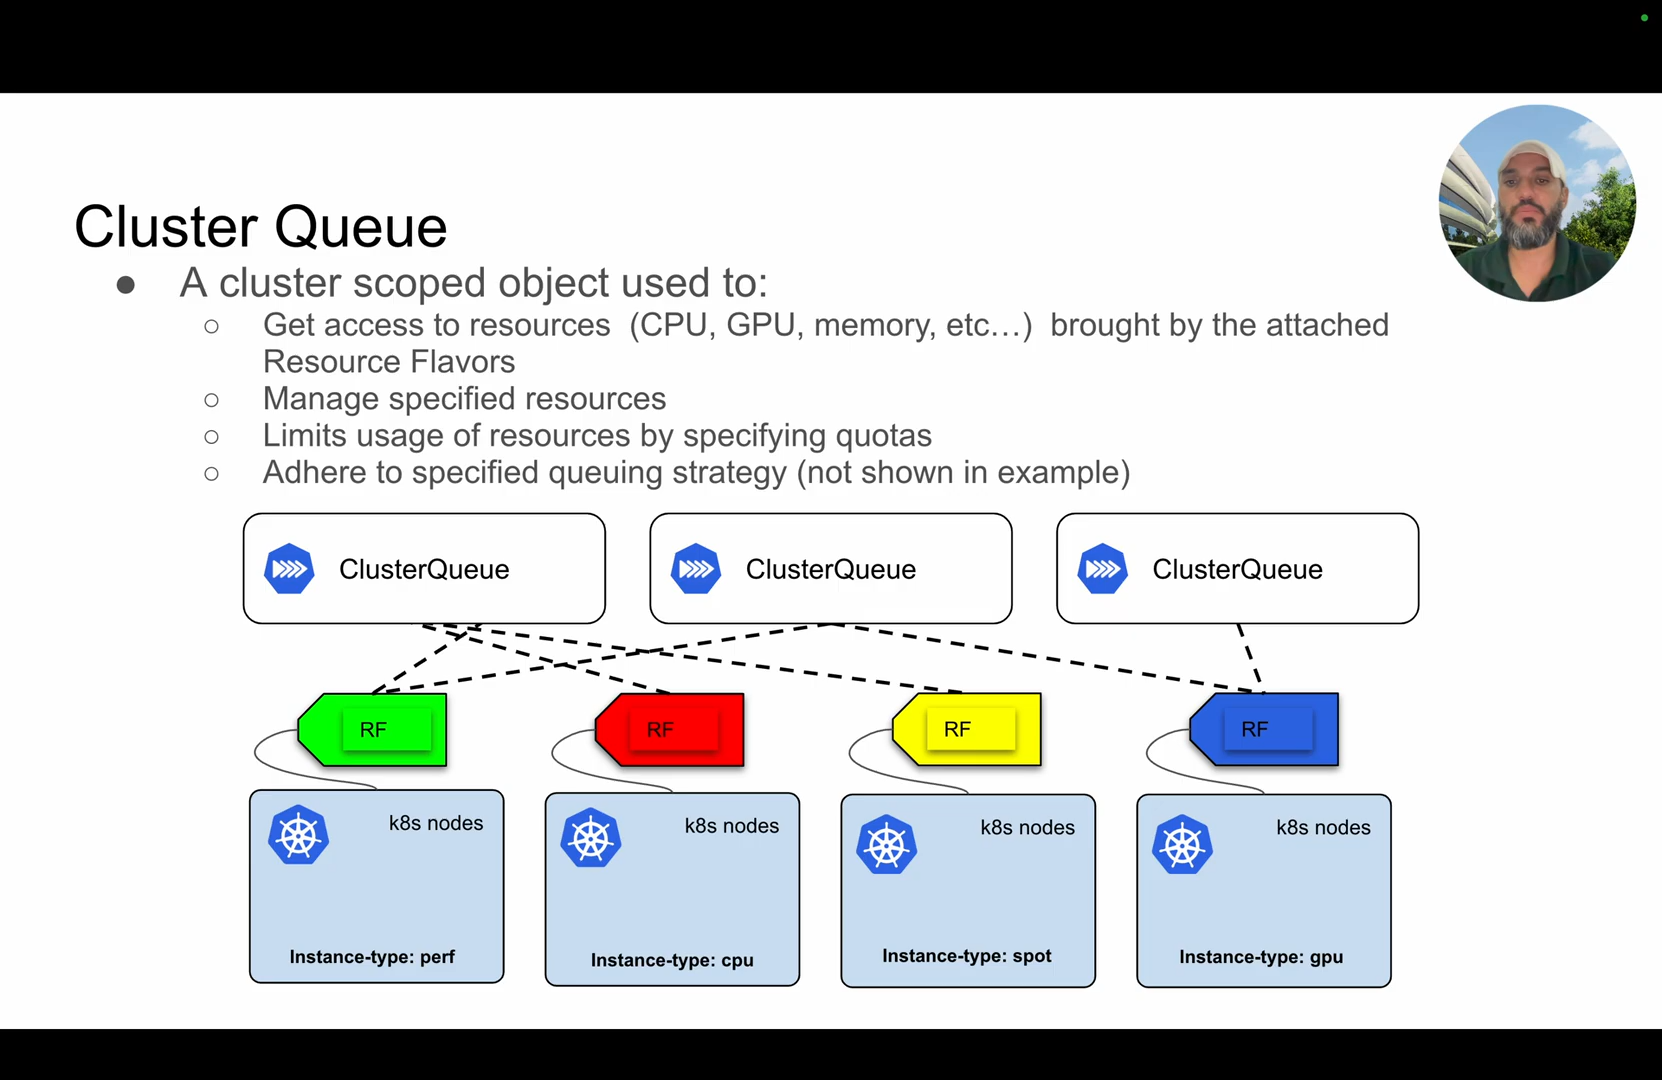 Cluster Queue
● A cluster scoped object used to:
○ Get access to resources (CPU, GPU, memory, etc...) brought by the attached
Resource Flavors
○ Manage specified resources
○ Limits usage of resources by specifying quotas
○ Adhere to specified queuing strategy (not shown in example)
ClusterQueue
ClusterQueue
ClusterQueue
RF
RF
RF
RF
k8s nodes
k8s nodes
k8s nodes
k8s nodes
Instance-type: perf
Instance-type: cpu
Instance-type: spot
Instance-type: gpu